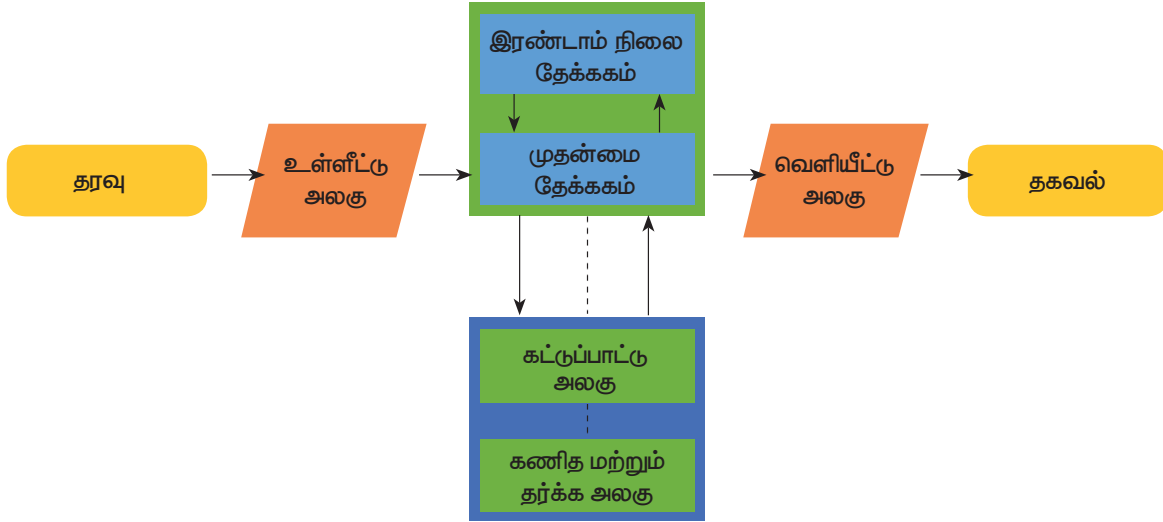 தரவு
உள்ளீட்டு
அலகு
இரண்டாம் நிலை
தேக்ககம்
முதன்மை
தேக்ககம்
வெளியீட்டு
அலகு
தகவல்
கட்டுப்பாட்டு
அலகு
கணித மற்றும்
தர்க்க அலகு